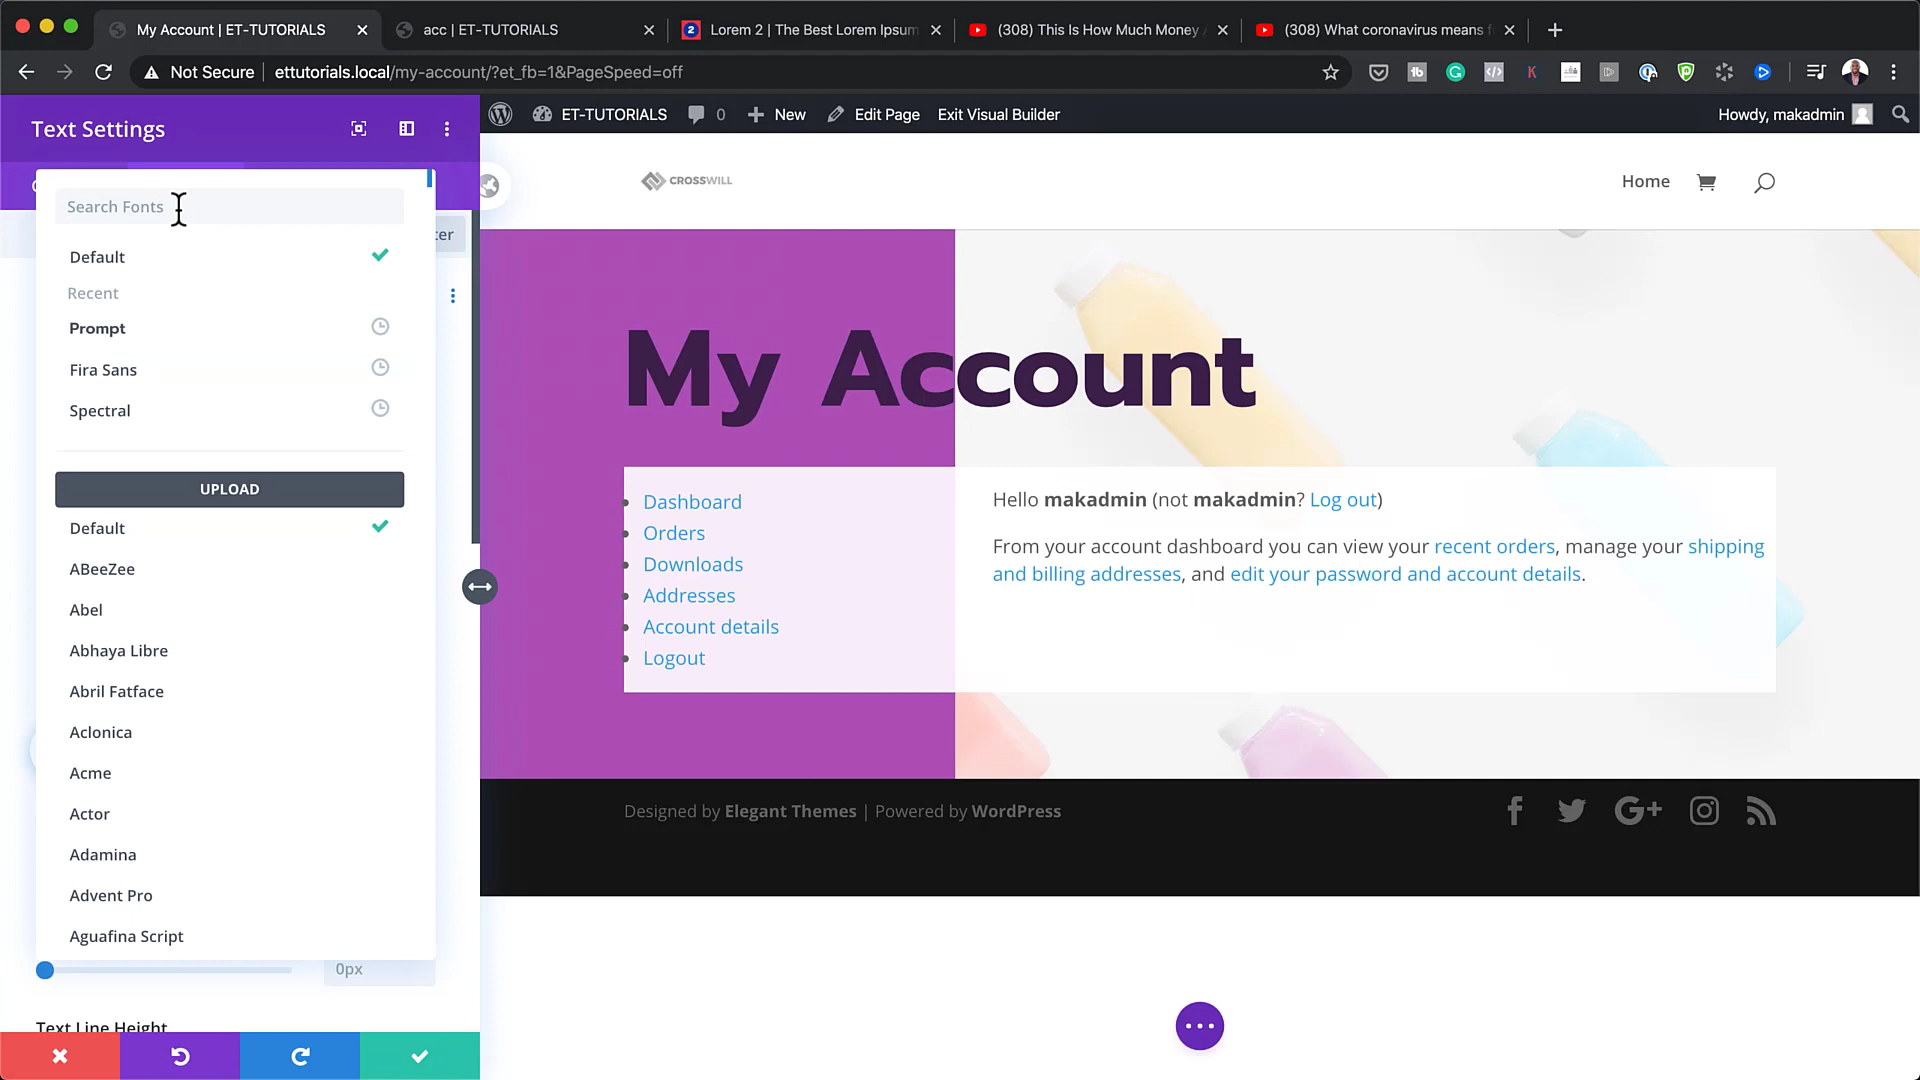 My Account | ET-TUTORIALS
acc | ET-TUTORIALS
Lorem 2 | The Best Lorem Ipsum
(308) This Is How Much Money
(308) What coronavirus means f
Not Secure
ettutorials.local/my-account/?et_fb=1&PageSpeed=off
Text Settings
ET-TUTORIALS
0
New
Edit Page
Exit Visual Builder
Howdy, makadmin
Search Fonts
ter
Default
Recent
Prompt
Fira Sans
Spectral
UPLOAD
Default
ABeeZee
Abel
Abhaya Libre
Abril Fatface
Aclonica
Acme
Actor
Adamina
Advent Pro
Aguafina Script
0px
Text Line Height
CROSSWILL
Home
My Account
Dashboard
Orders
Downloads
Addresses
Account details
Logout
Hello makadmin (not makadmin? Log out)
From your account dashboard you can view your recent orders, manage your shipping
and billing addresses, and edit your password and account details.
Designed by Elegant Themes | Powered by WordPress